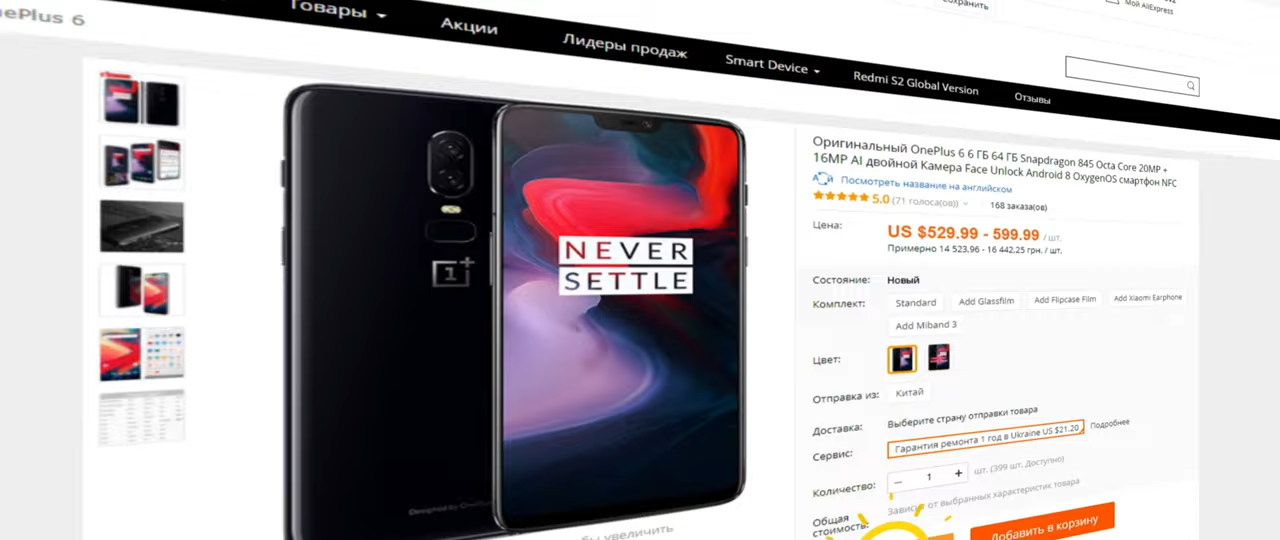 Plus 6
Товары
Акции
Лидеры продаж
Smart Device
Redmi S2 Global Version
Отзывы
Мой AliExpress
Оригинальный OnePlus 6 6 ГБ 64 ГБ Snapdragon 845 Octa Core 20MP +
16MP AI двойной Камера Face Unlock Android 8 OxygenOS смартфон NFC
Посмотреть название на английском
5.0 (71 голоса(ов)) 168 заказа(ов)
Цена: US $529.99 - 599.99 / шт.
Примерно 14 523.96 - 16 442.25 грн. / шт.
Состояние: Новый
Комплект: Standard Add Glassfilm Add Flipcase Film Add Xiaomi Earphone
Add Miband 3
Цвет:
Отправка из: Китай
Доставка: Выберите страну отправки товара
Сервис: Гарантия ремонта 1 год в Ukraine US $21.20 Подробнее
Количество: − 1 + шт. (399 шт. Доступно)
Общая стоимость: Зависит от выбранных характеристик товара
Добавить в корзину
NEVER
SETTLE
1+
Designed by
увеличить